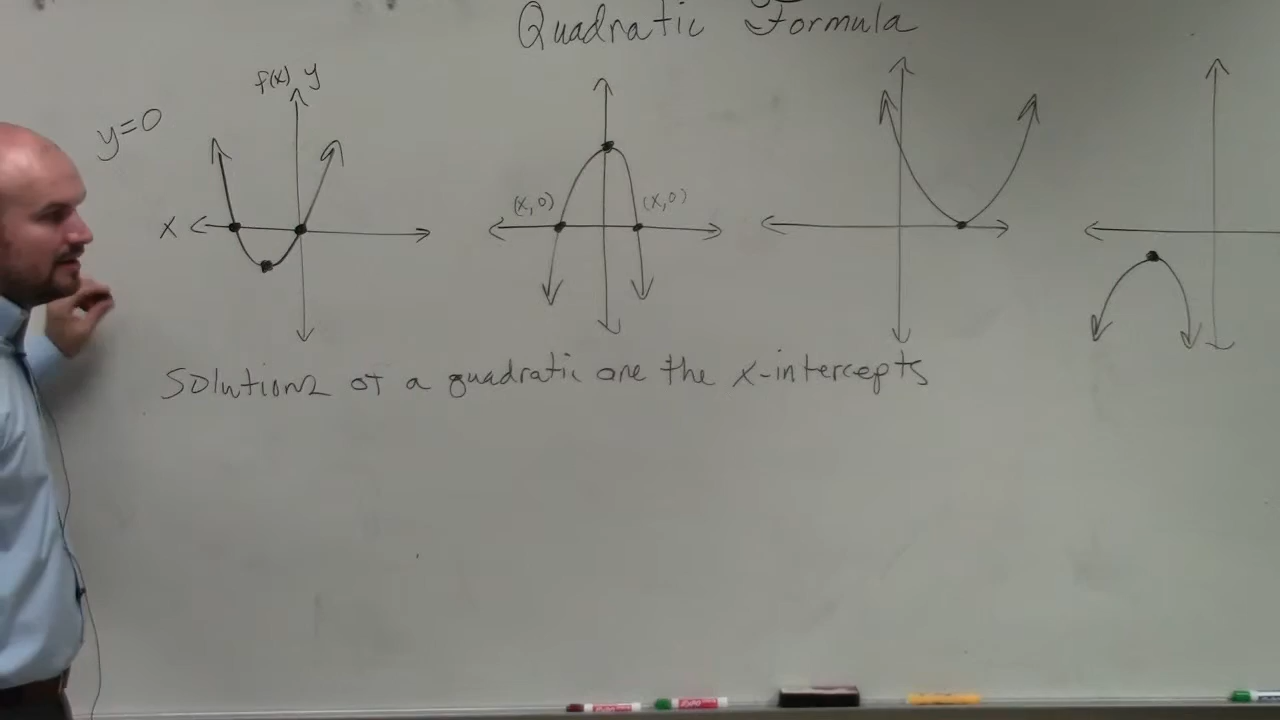 Quadratic Formula
f(x) y
y=0
x
(x,0) (x,0)
Solutions of a quadratic are the x-intercepts